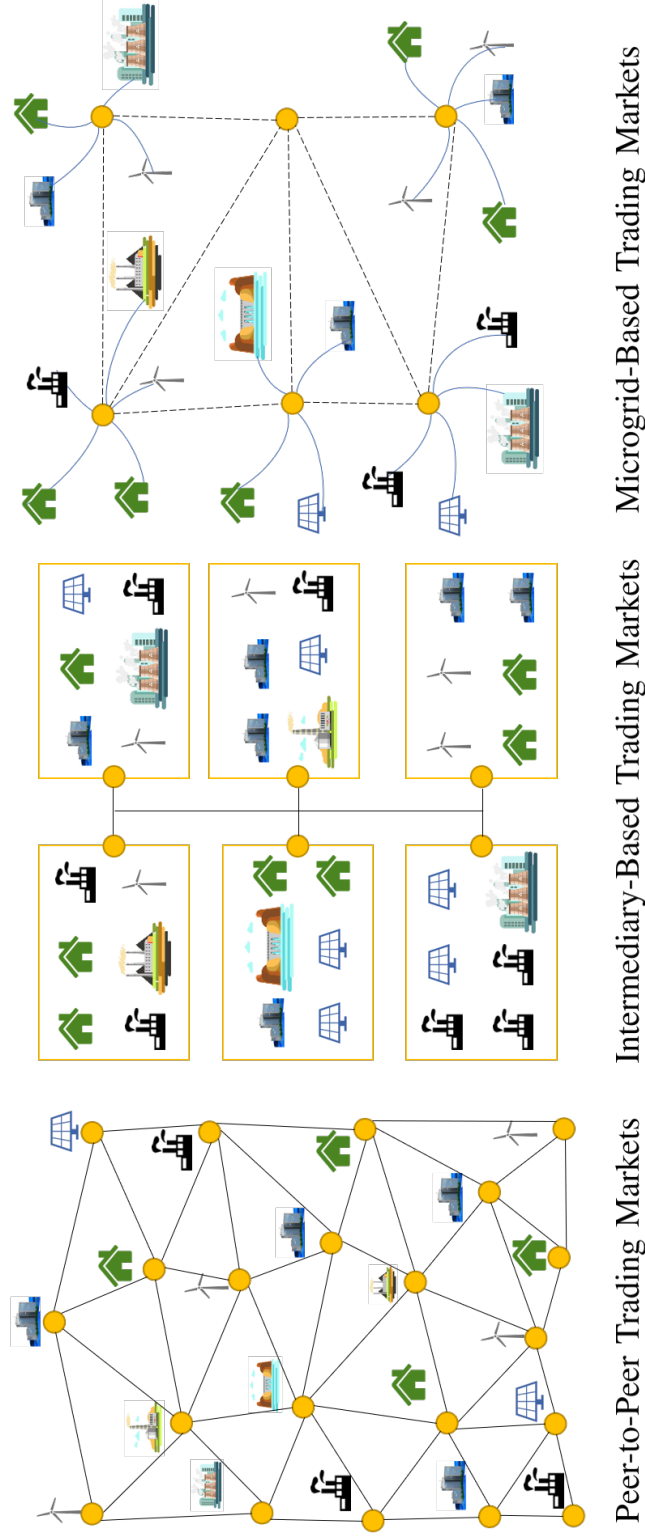 Peer-to-Peer Trading Markets
Intermediary-Based Trading Markets
Microgrid-Based Trading Markets